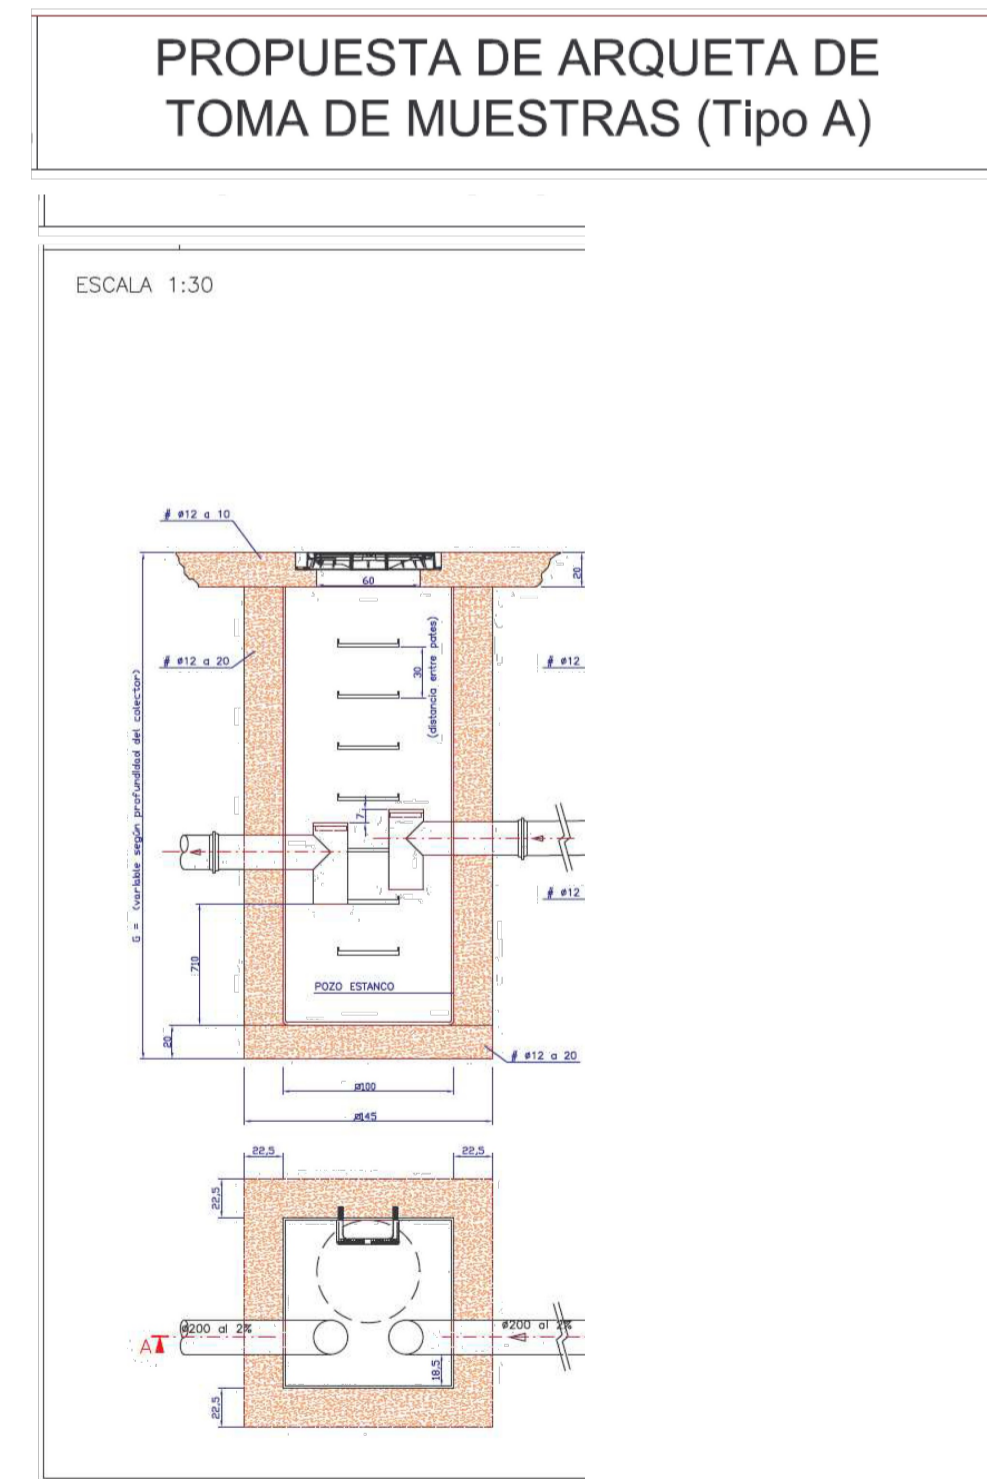 PROPUESTA DE ARQUETA DE
TOMA DE MUESTRAS (Tipo A)
ESCALA 1:30
# ø12 a 10
60
20
# ø12 a 20
# ø12
30
(distancia entre pates)
G = (variable según profundidad del colector)
7
# ø12
710
POZO ESTANCO
20
# ø12 a 20
ø100
ø145
22,5
22,5
22,5
ø200 al 2%
ø200 al 2%
A
18,5
22,5